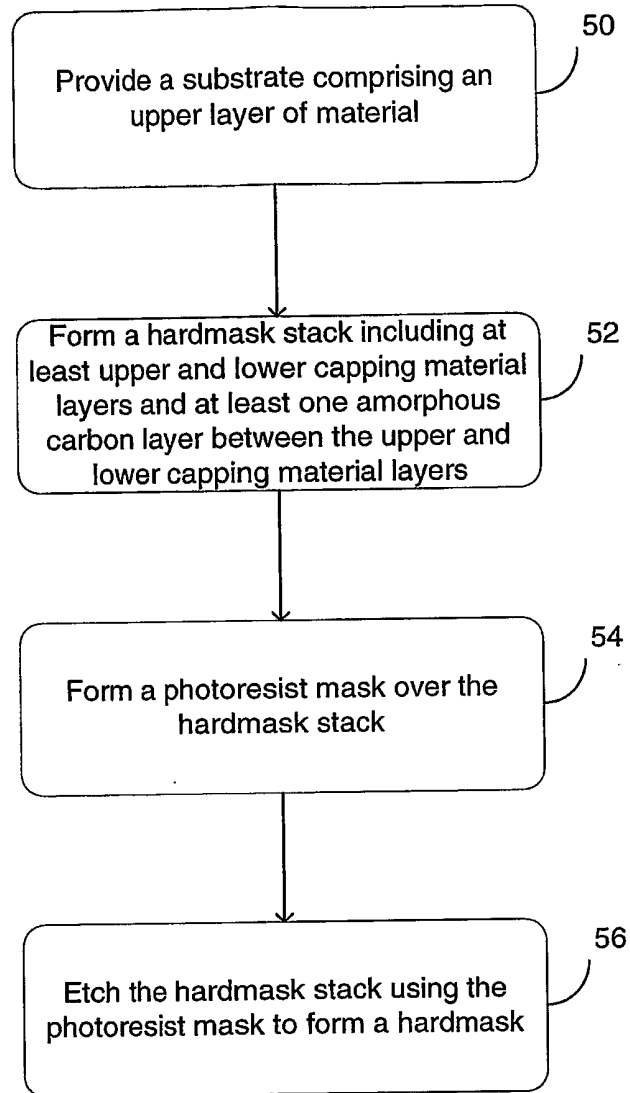 50
Provide a substrate comprising an
upper layer of material
52
Form a hardmask stack including at
least upper and lower capping material
layers and at least one amorphous
carbon layer between the upper and
lower capping material layers
54
Form a photoresist mask over the
hardmask stack
56
Etch the hardmask stack using the
photoresist mask to form a hardmask